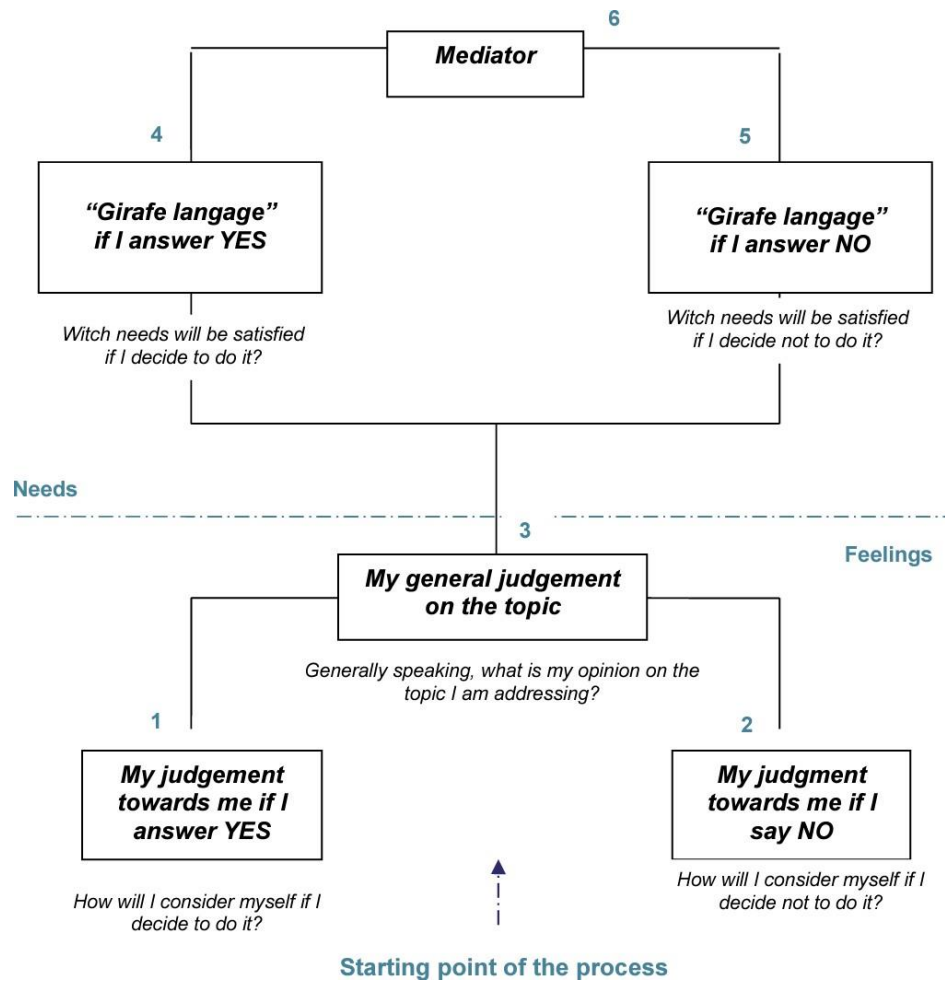 6
Mediator
4
5
“Girafe langage”
if I answer YES
“Girafe langage”
if I answer NO
Witch needs will be satisfied
if I decide to do it?
Witch needs will be satisfied
if I decide not to do it?
Needs
3
Feelings
My general judgement
on the topic
Generally speaking, what is my opinion on the
topic I am addressing?
1
2
My judgement
towards me if I
answer YES
My judgment
towards me if I
say NO
How will I consider myself if I
decide to do it?
How will I consider myself if I
decide not to do it?
Starting point of the process